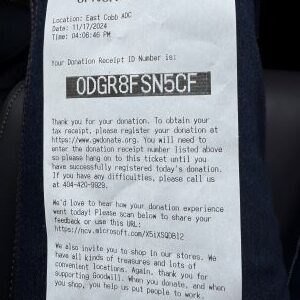 Location: East Cobb ADC
Date: 11/17/2024
Time: 04:06:46 PM
Your Donation Receipt ID Number is:
0DGR8FSN5CF
Thank you for your donation. To obtain your
tax receipt, please register your donation at
https://www.gwdonate.org. You will need to
enter the donation receipt number listed above
so please hang on to this ticket until you
have successfully registered today's donation.
If you have any difficulties, please call us
at 404-420-9929.
We'd love to hear how your donation experience
went today! Please scan below to share your
feedback or use this URL:
https://ncv.microsoft.com/X5iXSQDBl2
We also invite you to shop in our stores. We
have all kinds of treasures and lots of
convenient locations. Again, thank you for
supporting Goodwill. When you donate, and when
you shop, you help us put people to work.